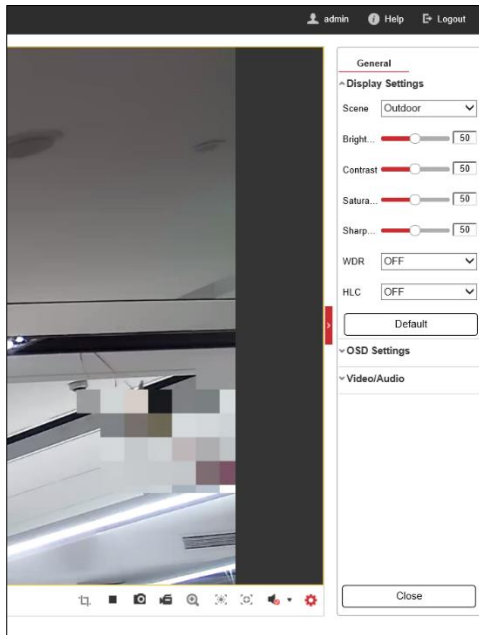 admin Help Logout
General
Display Settings
Scene Outdoor
Bright... 50
Contrast 50
Satura... 50
Sharp... 50
WDR OFF
HLC OFF
Default
OSD Settings
Video/Audio
Close